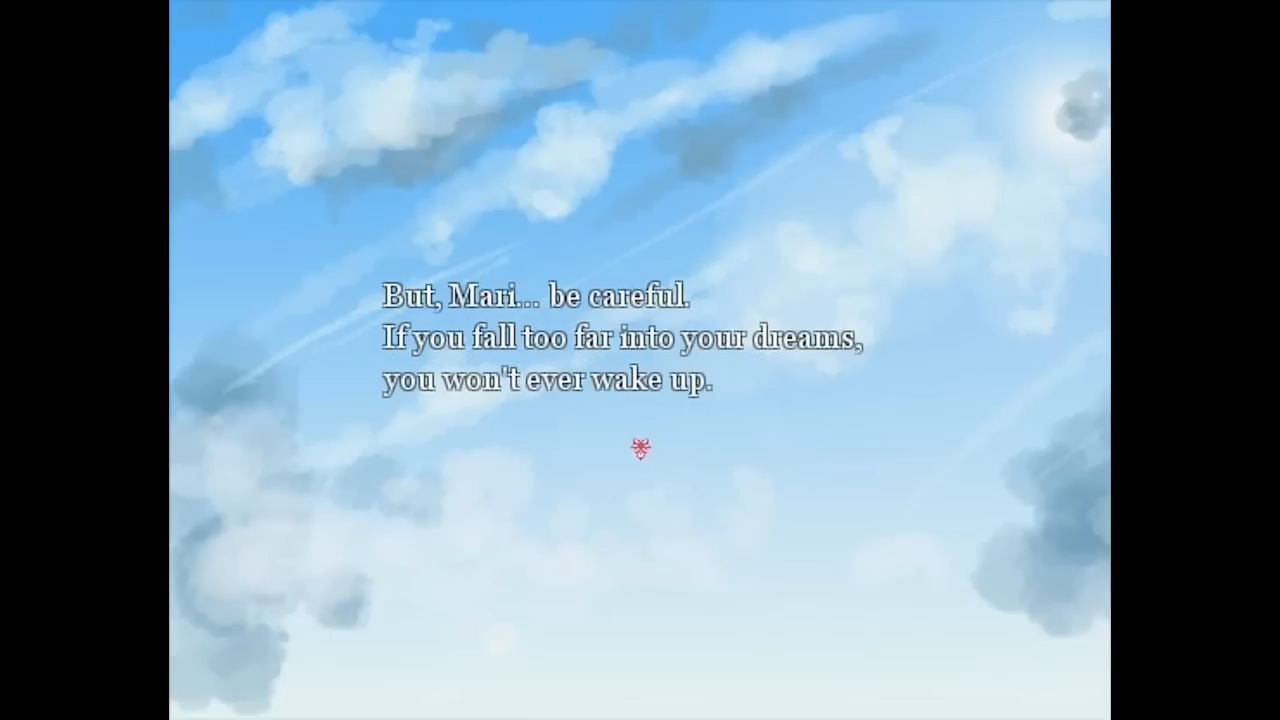 But, Mari... be careful.
If you fall too far into your dreams,
you won't ever wake up.